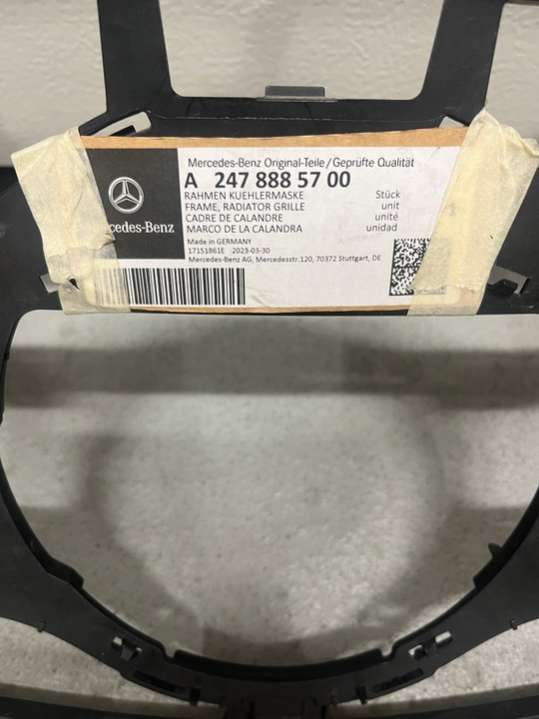 Mercedes-Benz Original-Teile/Geprüfte Qualität
A 247 888 57 00
RAHMEN KUEHLERMASKE Stück
FRAME, RADIATOR GRILLE unit
CADRE DE CALANDRE unité
MARCO DE LA CALANDRA unidad
Made in GERMANY
17151861E 2023-03-30
Mercedes-Benz AG, Mercedesstr.120, 70372 Stuttgart, DE
rcedes-Benz